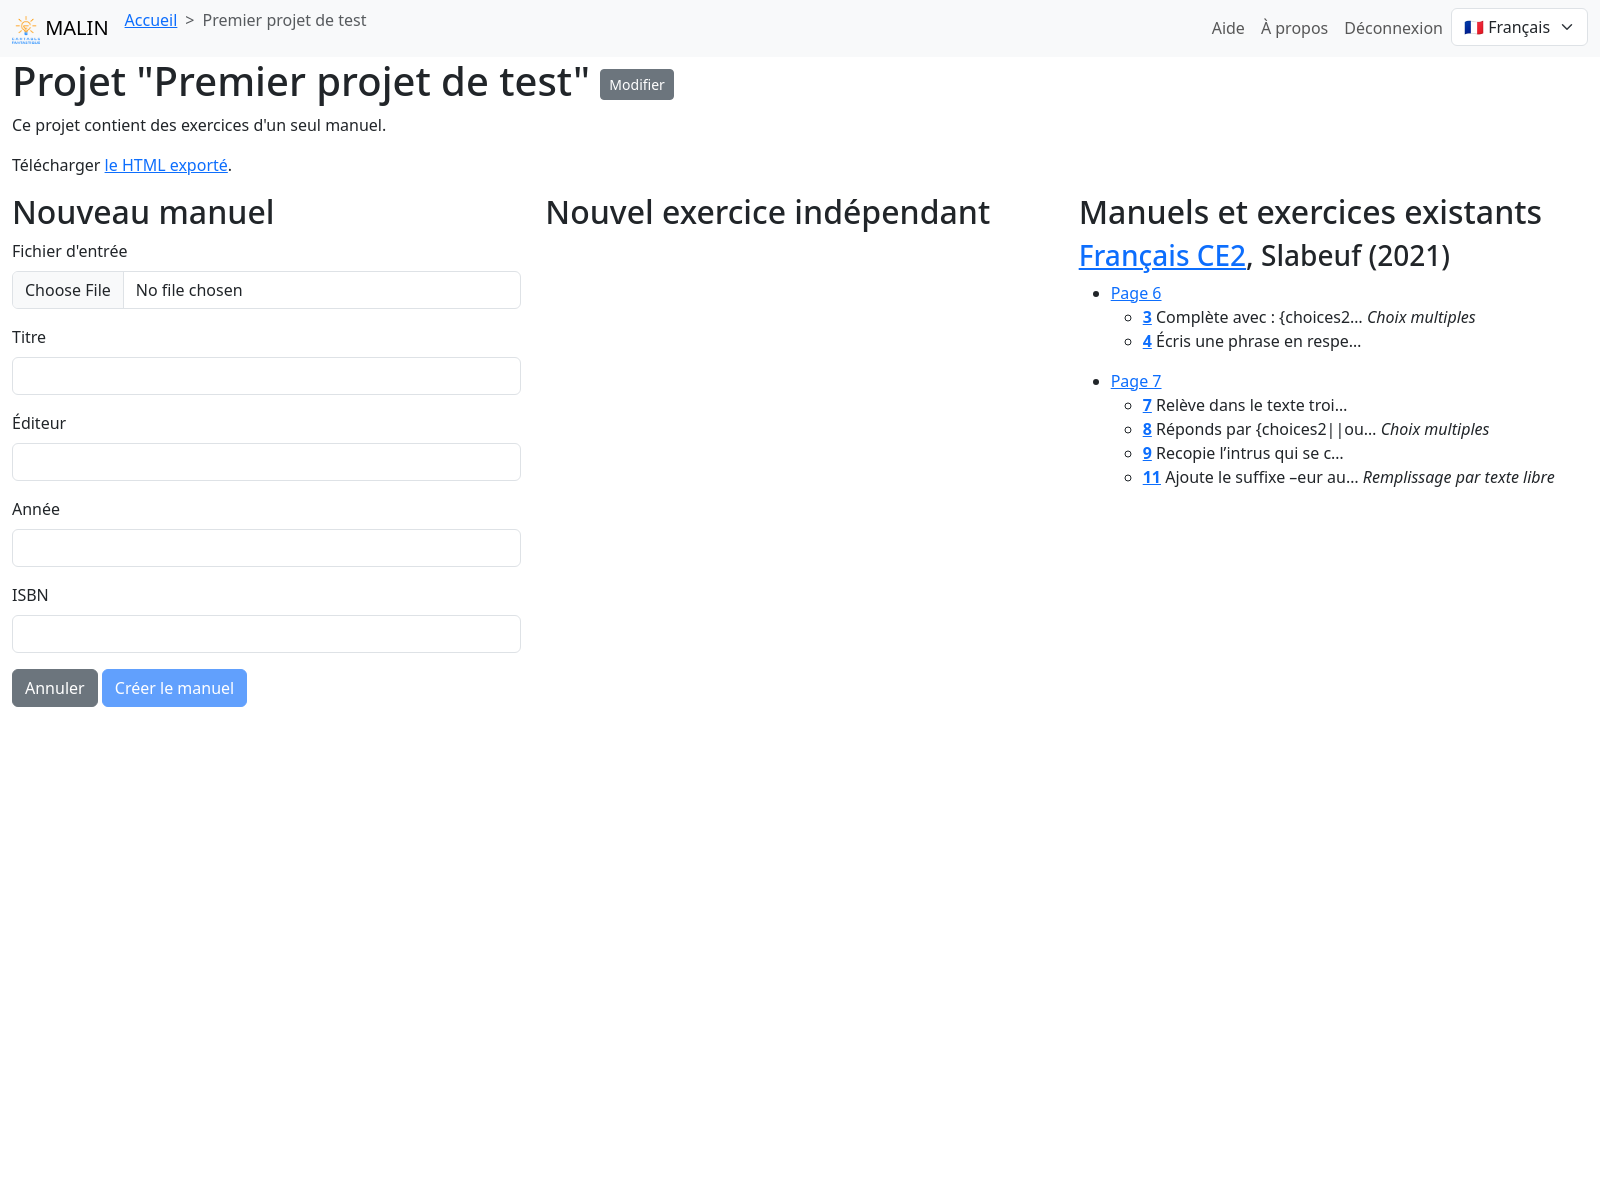 MALIN Accueil > Premier projet de test Aide À propos Déconnexion 🇫🇷 Français
Projet "Premier projet de test" Modifier
Ce projet contient des exercices d'un seul manuel.
Télécharger le HTML exporté.
Nouveau manuel
Fichier d'entrée
Choose File No file chosen
Titre
Éditeur
Année
ISBN
Annuler Créer le manuel
Nouvel exercice indépendant
Manuels et exercices existants
Français CE2, Slabeuf (2021)
Page 6
3 Complète avec : {choices2… Choix multiples
4 Écris une phrase en respe…
Page 7
7 Relève dans le texte troi…
8 Réponds par {choices2||ou… Choix multiples
9 Recopie l’intrus qui se c…
11 Ajoute le suffixe –eur au… Remplissage par texte libre